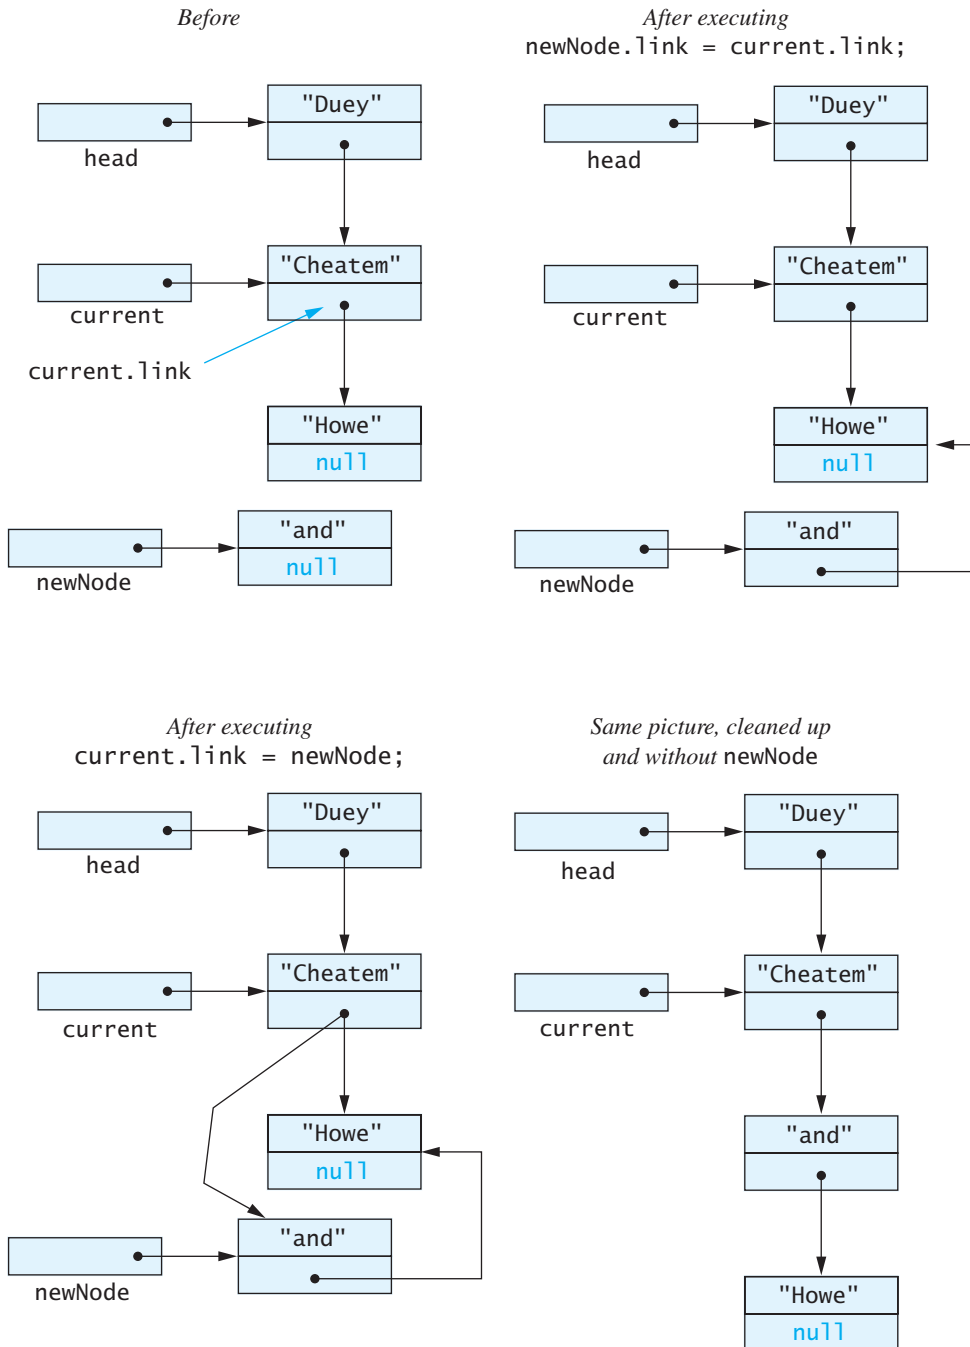 Before
"Duey"
head
"Cheatem"
current
current.link
"Howe"
null
"and"
null
newNode
After executing
newNode.link = current.link;
"Duey"
head
"Cheatem"
current
"Howe"
null
"and"
newNode
After executing
current.link = newNode;
"Duey"
head
"Cheatem"
current
"Howe"
null
"and"
newNode
Same picture, cleaned up
and without newNode
"Duey"
head
"Cheatem"
current
"and"
"Howe"
null